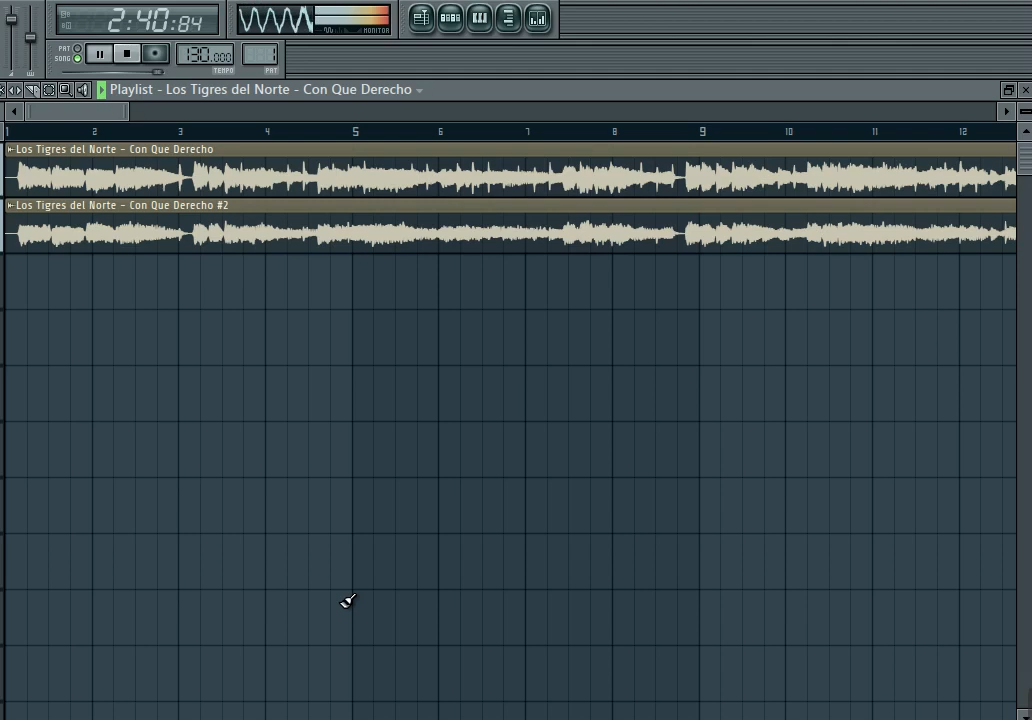 2:40:84
MONITOR
PAT
SONG
130.000
TEMPO
1
PAT
Playlist - Los Tigres del Norte - Con Que Derecho
1 2 3 4 5 6 7 8 9 10 11 12
Los Tigres del Norte - Con Que Derecho
Los Tigres del Norte - Con Que Derecho #2